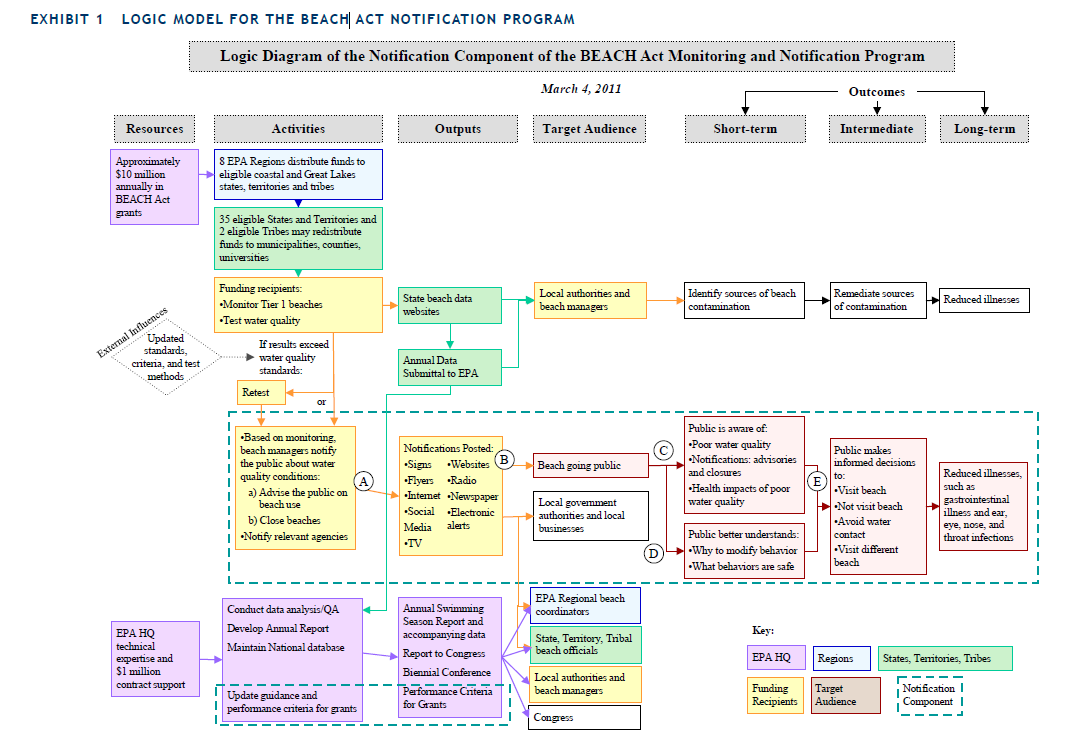 EXHIBIT 1 LOGIC MODEL FOR THE BEACH ACT NOTIFICATION PROGRAM
Logic Diagram of the Notification Component of the BEACH Act Monitoring and Notification Program
March 4, 2011
Outcomes
Resources
Activities
Outputs
Target Audience
Short-term
Intermediate
Long-term
Approximately
$10 million
annually in
BEACH Act
grants
8 EPA Regions distribute funds to
eligible coastal and Great Lakes
states, territories and tribes
35 eligible States and Territories and
2 eligible Tribes may redistribute
funds to municipalities, counties,
universities
Funding recipients:
•Monitor Tier 1 beaches
•Test water quality
State beach data
websites
Annual Data
Submittal to EPA
Local authorities and
beach managers
Identify sources of beach
contamination
Remediate sources
of contamination
Reduced illnesses
External Influences
Updated
standards,
criteria, and test
methods
If results exceed
water quality
standards:
Retest
or
•Based on monitoring,
beach managers notify
the public about water
quality conditions:
a) Advise the public on
beach use
b) Close beaches
•Notify relevant agencies
A
Notifications Posted:
•Signs •Websites
•Flyers •Radio
•Internet •Newspaper
•Social •Electronic
Media alerts
•TV
B
Beach going public
Local government
authorities and local
businesses
C
D
Public is aware of:
•Poor water quality
•Notifications: advisories
and closures
•Health impacts of poor
water quality
Public better understands:
•Why to modify behavior
•What behaviors are safe
E
Public makes
informed decisions
to:
•Visit beach
•Not visit beach
•Avoid water
contact
•Visit different
beach
Reduced illnesses,
such as
gastrointestinal
illness and ear,
eye, nose, and
throat infections
EPA HQ
technical
expertise and
$1 million
contract support
Conduct data analysis/QA
Develop Annual Report
Maintain National database
Update guidance and
performance criteria for grants
Annual Swimming
Season Report and
accompanying data
Report to Congress
Biennial Conference
Performance Criteria
for Grants
EPA Regional beach
coordinators
State, Territory, Tribal
beach officials
Local authorities and
beach managers
Congress
Key:
EPA HQ
Regions
States, Territories, Tribes
Funding
Recipients
Target
Audience
Notification
Component